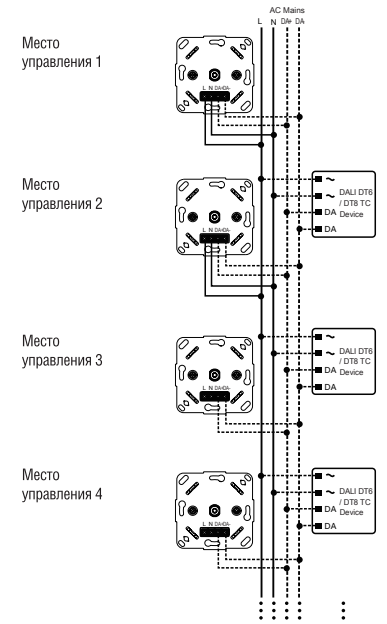 AC Mains
L N DA+ DA-
Место
управления 1
L N DA+DA-
Место
управления 2
L N DA+DA-
~
~
DA
DA
DALI DT6
/ DT8 TC
Device
Место
управления 3
L N DA+DA-
~
~
DA
DA
DALI DT6
/ DT8 TC
Device
Место
управления 4
L N DA+DA-
~
~
DA
DA
DALI DT6
/ DT8 TC
Device